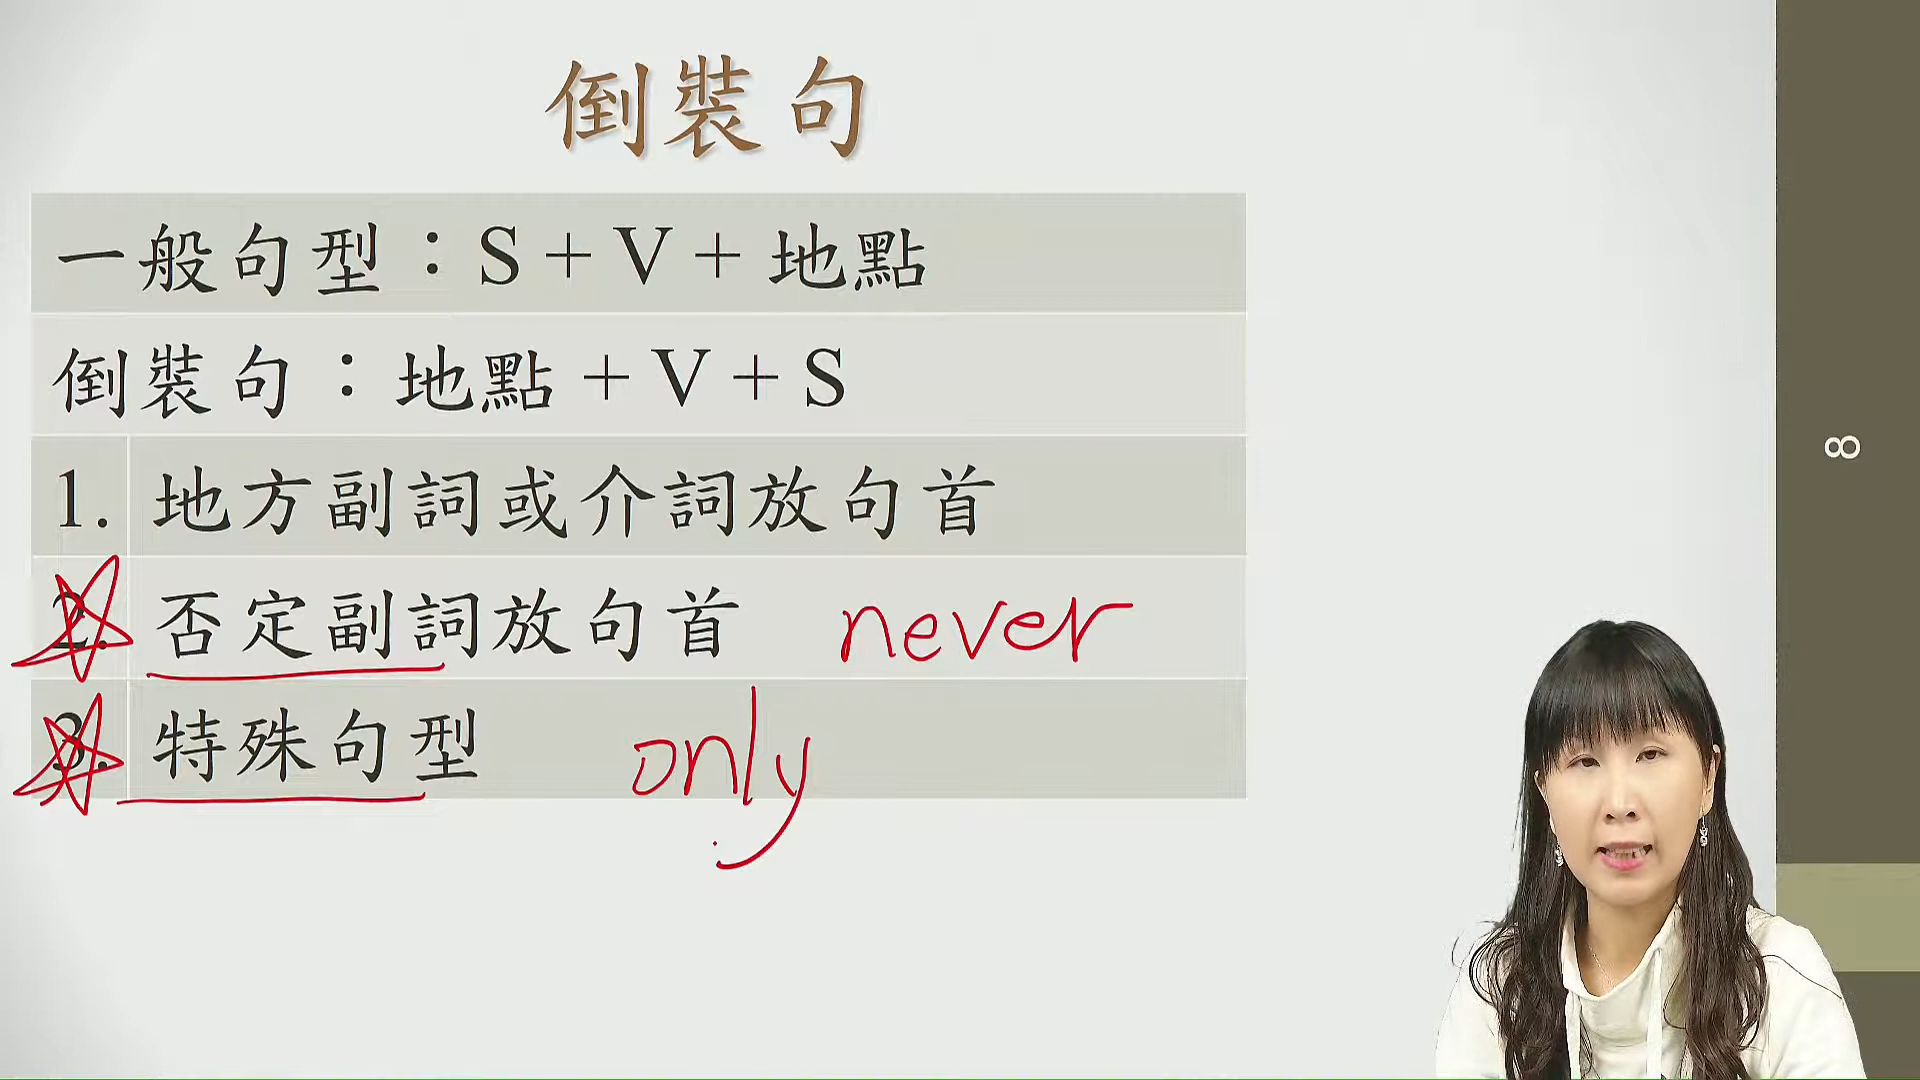 倒裝句
一般句型：S + V + 地點
倒裝句：地點 + V + S
1. 地方副詞或介詞放句首
2. 否定副詞放句首 never
3. 特殊句型 only
8